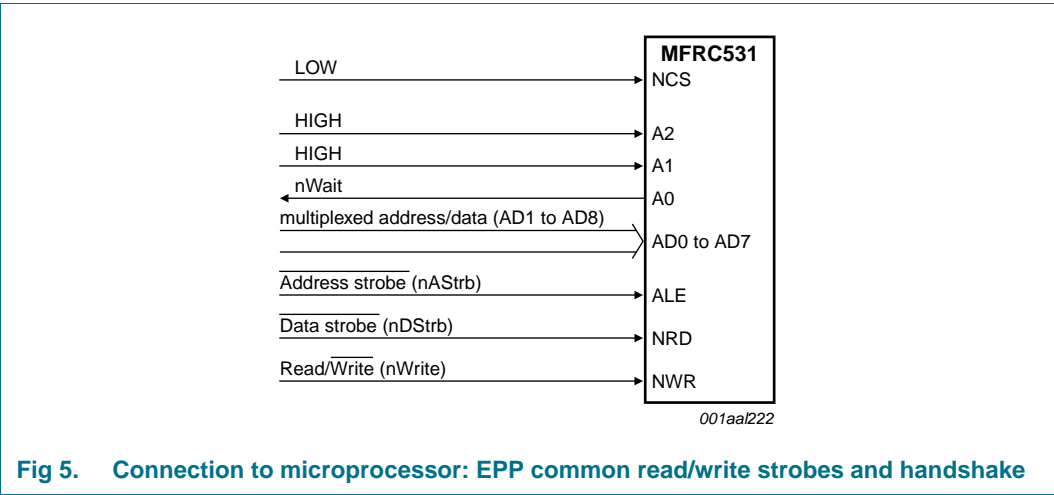 MFRC531
LOW
NCS
HIGH
A2
HIGH
A1
nWait
A0
multiplexed address/data (AD1 to AD8)
AD0 to AD7
Address strobe (nAStrb)
ALE
Data strobe (nDStrb)
NRD
Read/Write (nWrite)
NWR
001aal222
Fig 5. Connection to microprocessor: EPP common read/write strobes and handshake